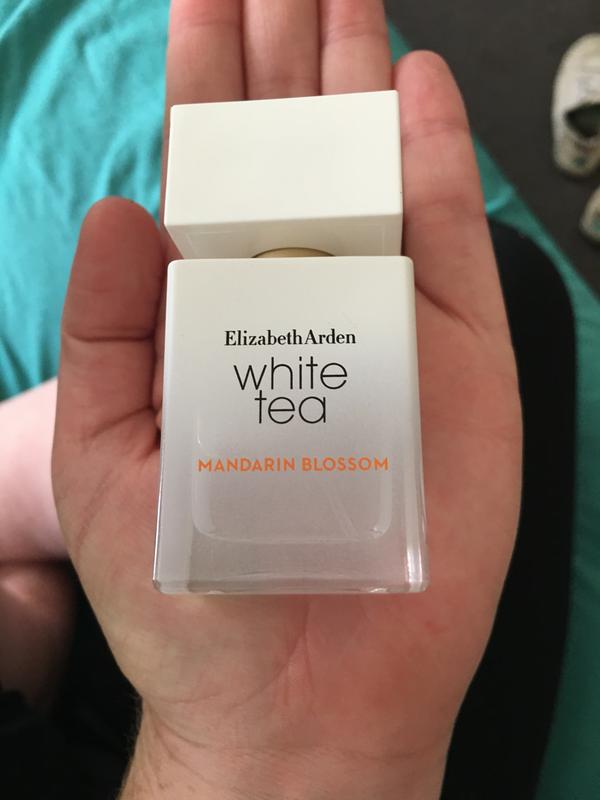 ElizabethArden
white
tea
MANDARIN BLOSSOM